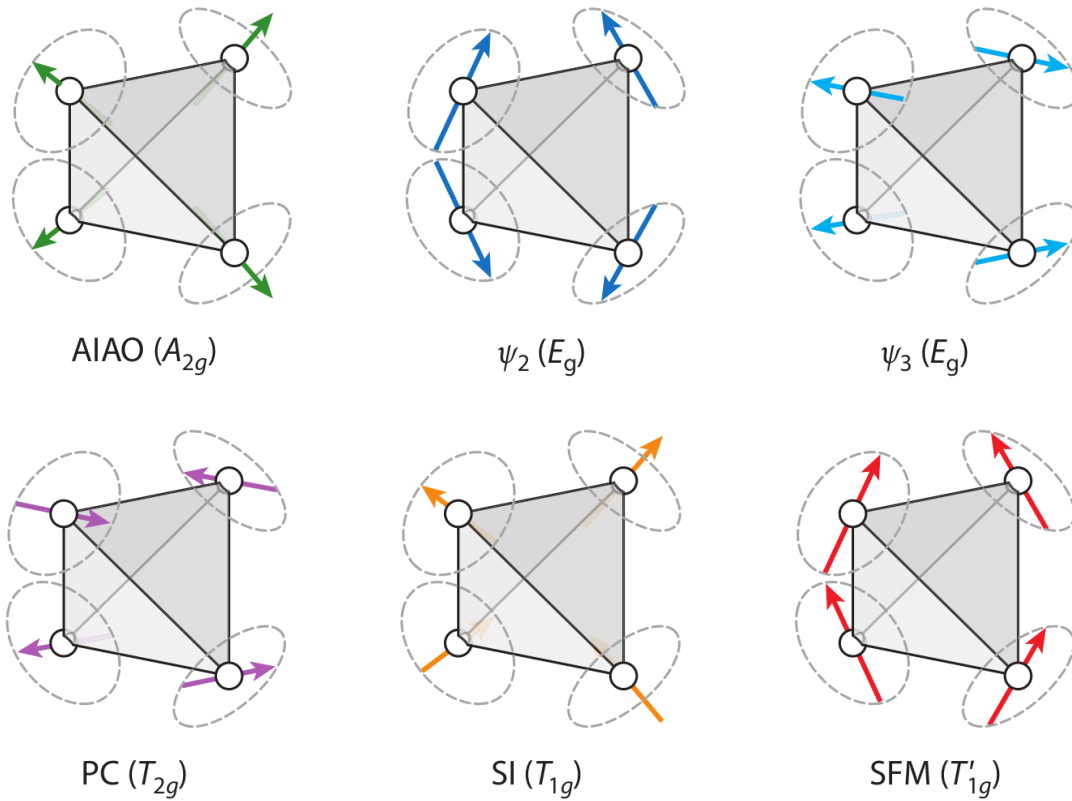 AIAO (A₂g)
ψ₂ (Eg)
ψ₃ (Eg)
PC (T₂g)
SI (T₁g)
SFM (T′₁g)